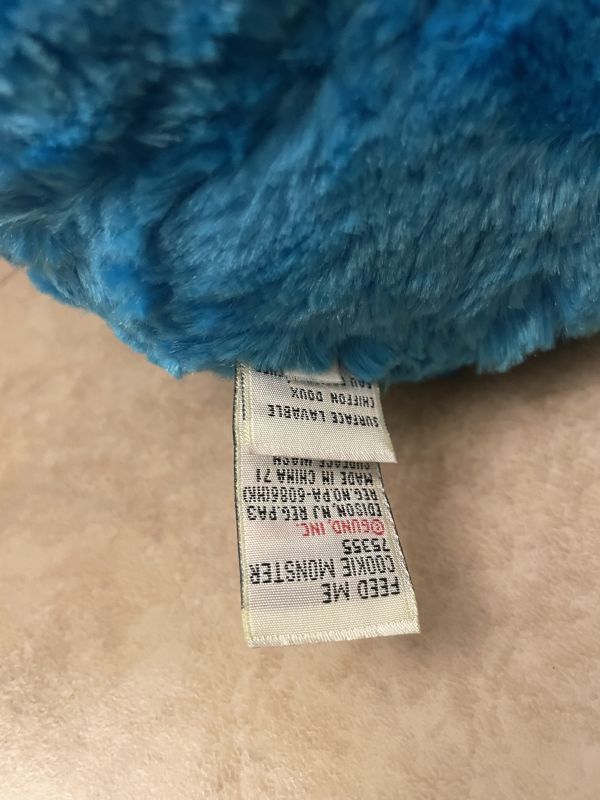 FEED ME
COOKIE MONSTER
75355
©GUND, INC.
EDISON, NJ REG.PA3
REG.NO.PA-6086(HK)
MADE IN CHINA 71
SURFACE WASH
SURFACE LAVABLE
CHIFFON DOUX